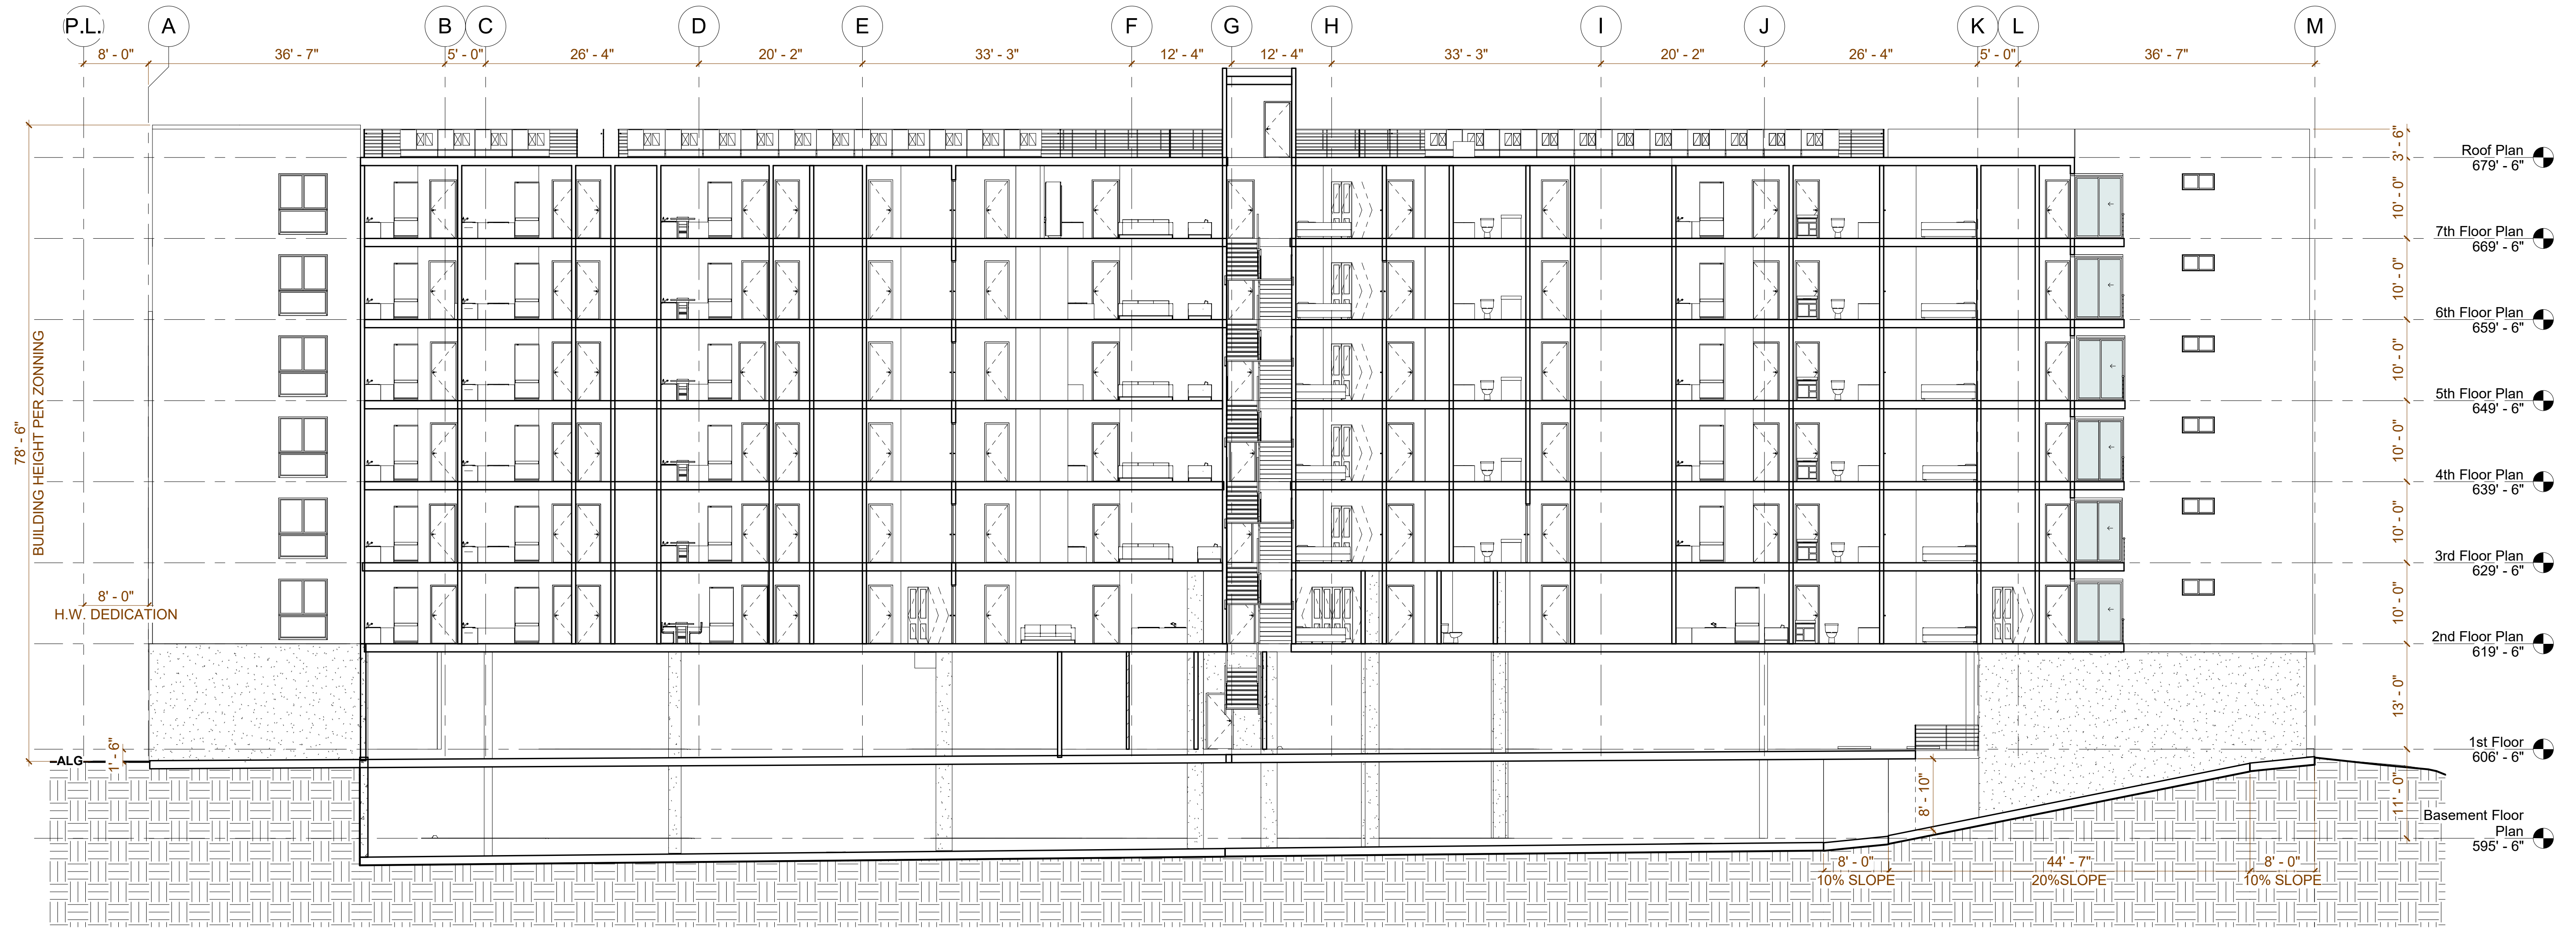 P.L. A B C D E F G H I J K L M
8' - 0" 36' - 7" 5' - 0" 26' - 4" 20' - 2" 33' - 3" 12' - 4" 12' - 4" 33' - 3" 20' - 2" 26' - 4" 5' - 0" 36' - 7"
3' - 6"
Roof Plan
679' - 6"
10' - 0"
7th Floor Plan
669' - 6"
10' - 0"
6th Floor Plan
659' - 6"
10' - 0"
5th Floor Plan
649' - 6"
10' - 0"
4th Floor Plan
639' - 6"
10' - 0"
3rd Floor Plan
629' - 6"
10' - 0"
2nd Floor Plan
619' - 6"
13' - 0"
1st Floor
606' - 6"
11' - 0"
Basement Floor
Plan
595' - 6"
78' - 6"
BUILDING HEIGHT PER ZONNING
8' - 0"
H.W. DEDICATION
1' - 6"
ALG
8' - 10"
8' - 0" 44' - 7" 8' - 0"
10% SLOPE 20%SLOPE 10% SLOPE